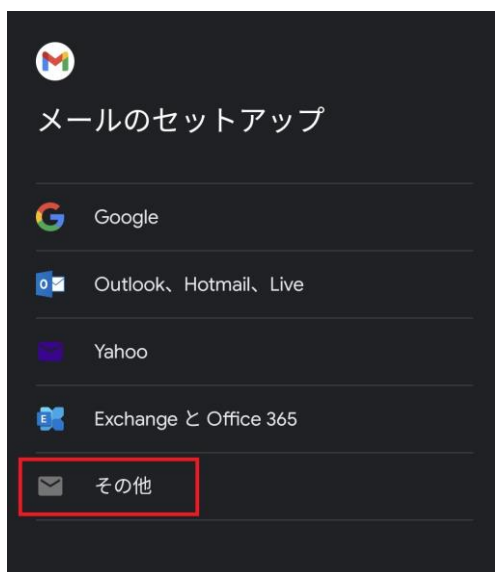 メールのセットアップ
Google
Outlook、Hotmail、Live
Yahoo
Exchange と Office 365
その他